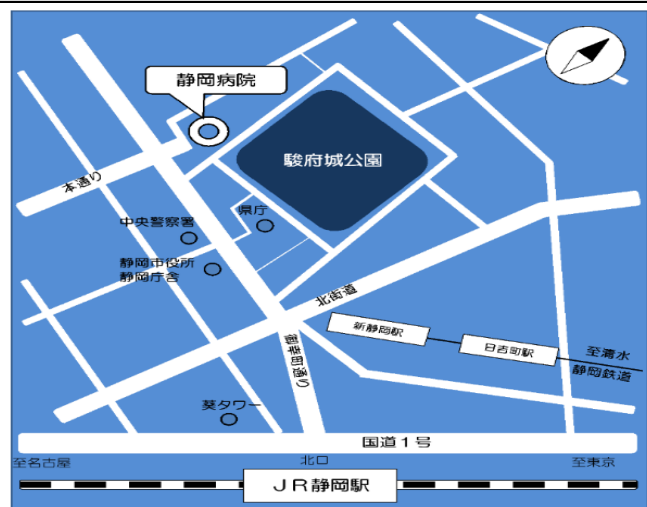 静岡病院
駿府城公園
本通り
県庁
中央警察署
静岡市役所
静岡庁舎
北街道
新静岡駅
日吉町駅
至清水
静岡鉄道
御幸町通り
葵タワー
国道1号
至名古屋
北口
至東京
JR静岡駅